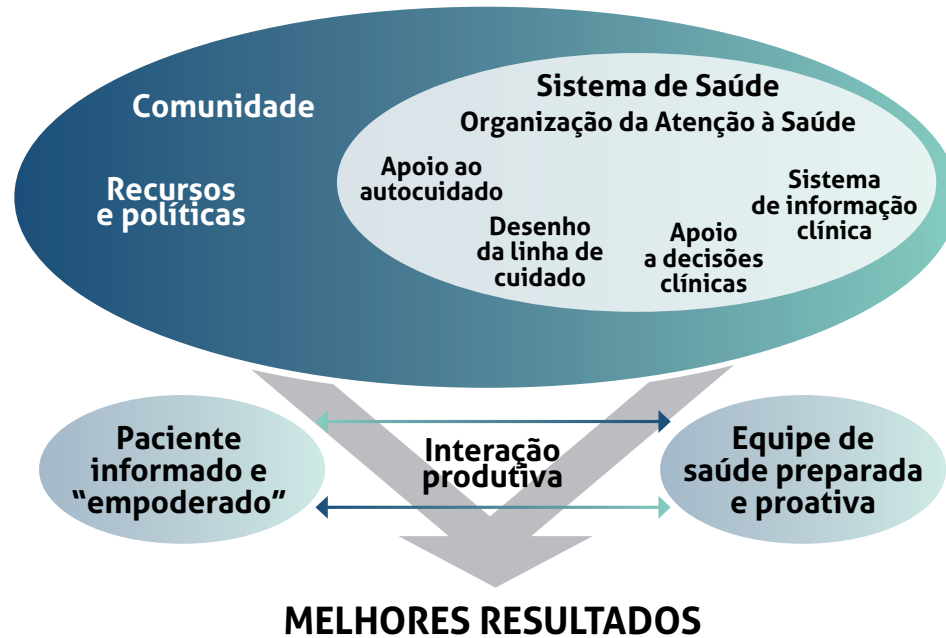 Comunidade
Recursos
e políticas
Sistema de Saúde
Organização da Atenção à Saúde
Apoio ao
autocuidado
Desenho
da linha de
cuidado
Apoio
a decisões
clínicas
Sistema
de informação
clínica
Paciente
informado e
“empoderado”
Interação
produtiva
Equipe de
saúde preparada
e proativa
MELHORES RESULTADOS